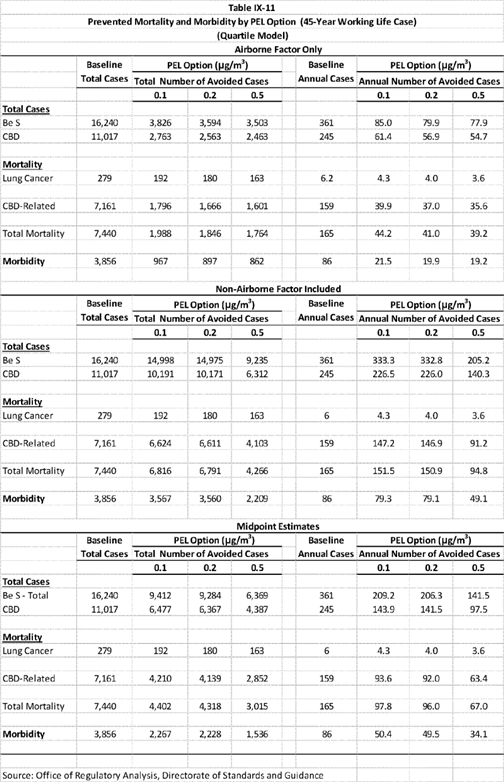 Table IX-11
Prevented Mortality and Morbidity by PEL Option (45-Year Working Life Case)
(Quartile Model)
Airborne Factor Only
Baseline PEL Option (µg/m³) Baseline PEL Option (µg/m³)
Total Cases Total Number of Avoided Cases Annual Cases Annual Number of Avoided Cases
0.1 0.2 0.5 0.1 0.2 0.5
Total Cases
Be S 16,240 3,826 3,594 3,503 361 85.0 79.9 77.9
CBD 11,017 2,763 2,563 2,463 245 61.4 56.9 54.7
Mortality
Lung Cancer 279 192 180 163 6.2 4.3 4.0 3.6
CBD-Related 7,161 1,796 1,666 1,601 159 39.9 37.0 35.6
Total Mortality 7,440 1,988 1,846 1,764 165 44.2 41.0 39.2
Morbidity 3,856 967 897 862 86 21.5 19.9 19.2
Non-Airborne Factor Included
Baseline PEL Option (µg/m³) Baseline PEL Option (µg/m³)
Total Cases Total Number of Avoided Cases Annual Cases Annual Number of Avoided Cases
0.1 0.2 0.5 0.1 0.2 0.5
Total Cases
Be S 16,240 14,998 14,975 9,235 361 333.3 332.8 205.2
CBD 11,017 10,191 10,171 6,312 245 226.5 226.0 140.3
Mortality
Lung Cancer 279 192 180 163 6 4.3 4.0 3.6
CBD-Related 7,161 6,624 6,611 4,103 159 147.2 146.9 91.2
Total Mortality 7,440 6,816 6,791 4,266 165 151.5 150.9 94.8
Morbidity 3,856 3,567 3,560 2,209 86 79.3 79.1 49.1
Midpoint Estimates
Baseline PEL Option (µg/m³) Baseline PEL Option (µg/m³)
Total Cases Total Number of Avoided Cases Annual Cases Annual Number of Avoided Cases
0.1 0.2 0.5 0.1 0.2 0.5
Total Cases
Be S - Total 16,240 9,412 9,284 6,369 361 209.2 206.3 141.5
CBD 11,017 6,477 6,367 4,387 245 143.9 141.5 97.5
Mortality
Lung Cancer 279 192 180 163 6 4.3 4.0 3.6
CBD-Related 7,161 4,210 4,139 2,852 159 93.6 92.0 63.4
Total Mortality 7,440 4,402 4,318 3,015 165 97.8 96.0 67.0
Morbidity 3,856 2,267 2,228 1,536 86 50.4 49.5 34.1
Source: Office of Regulatory Analysis, Directorate of Standards and Guidance